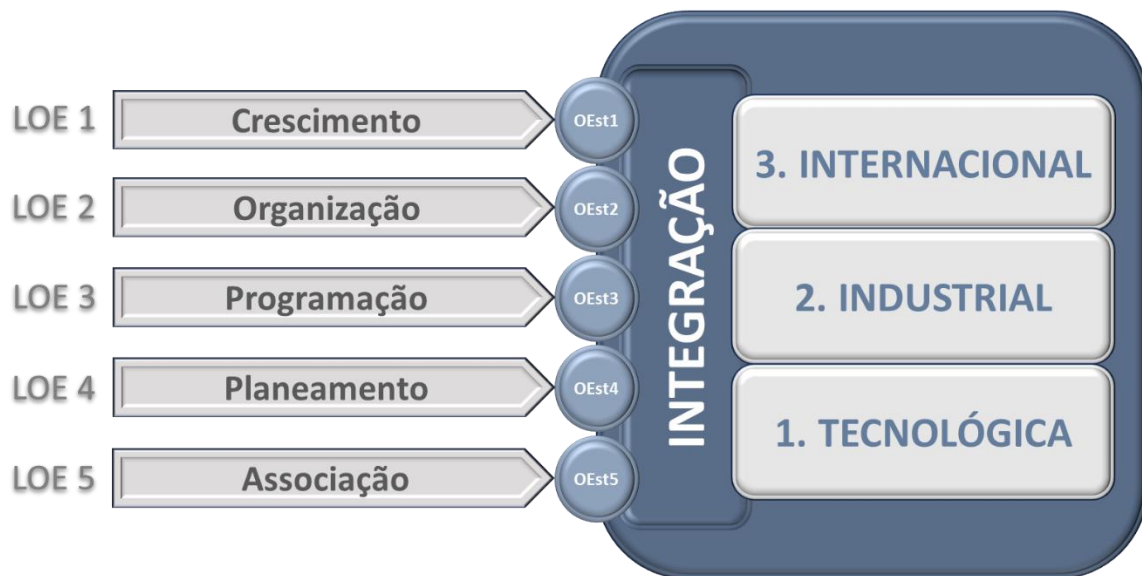 LOE 1
Crescimento
OEst1
LOE 2
Organização
OEst2
LOE 3
Programação
OEst3
LOE 4
Planeamento
OEst4
LOE 5
Associação
OEst5
INTEGRAÇÃO
3. INTERNACIONAL
2. INDUSTRIAL
1. TECNOLÓGICA